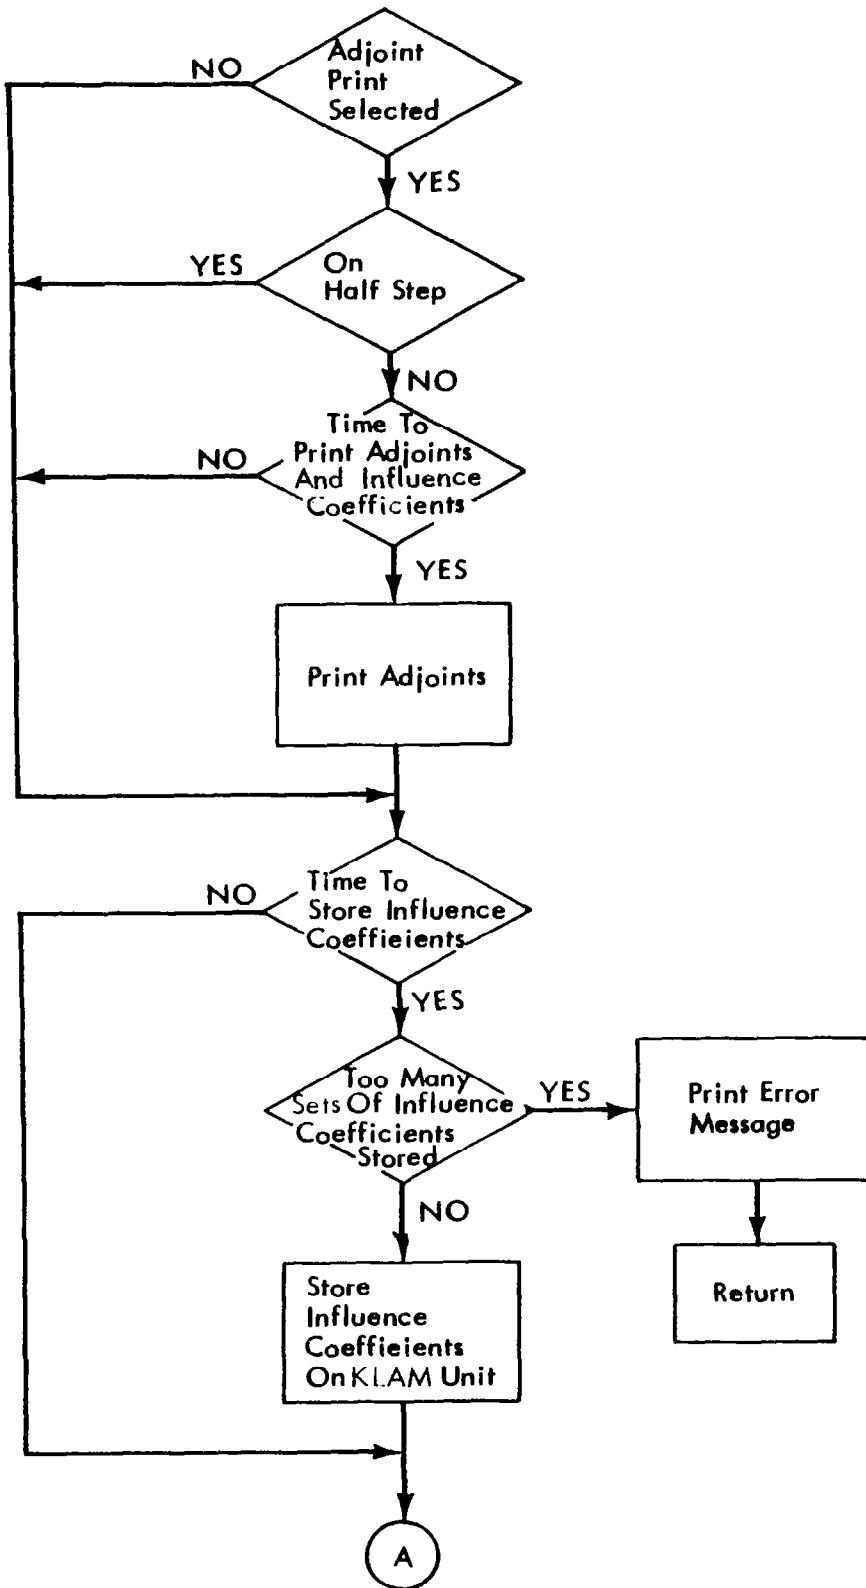 Adjoint
Print
Selected
NO
YES
On
Half Step
YES
NO
Time To
Print Adjoints
And Influence
Coefficients
NO
YES
Print Adjoints
Time To
Store Influence
Coeffieients
NO
YES
Too Many
Sets Of Influence
Coefficients
Stored
YES
Print Error
Message
NO
Return
Store
Influence
Coeffieients
On KLAM Unit
A